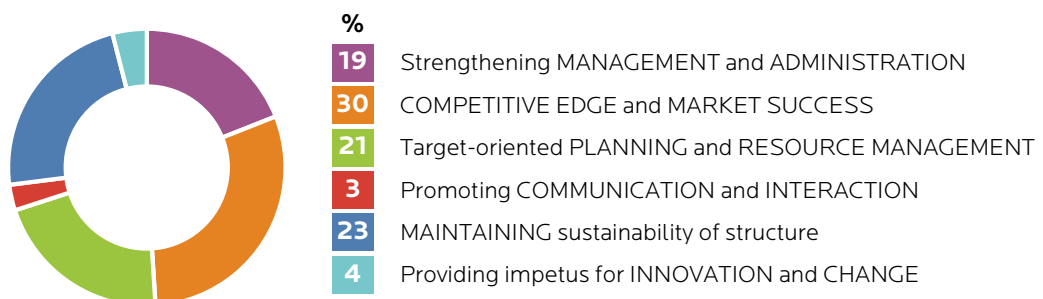 %
19 Strengthening MANAGEMENT and ADMINISTRATION
30 COMPETITIVE EDGE and MARKET SUCCESS
21 Target-oriented PLANNING and RESOURCE MANAGEMENT
3 Promoting COMMUNICATION and INTERACTION
23 MAINTAINING sustainability of structure
4 Providing impetus for INNOVATION and CHANGE